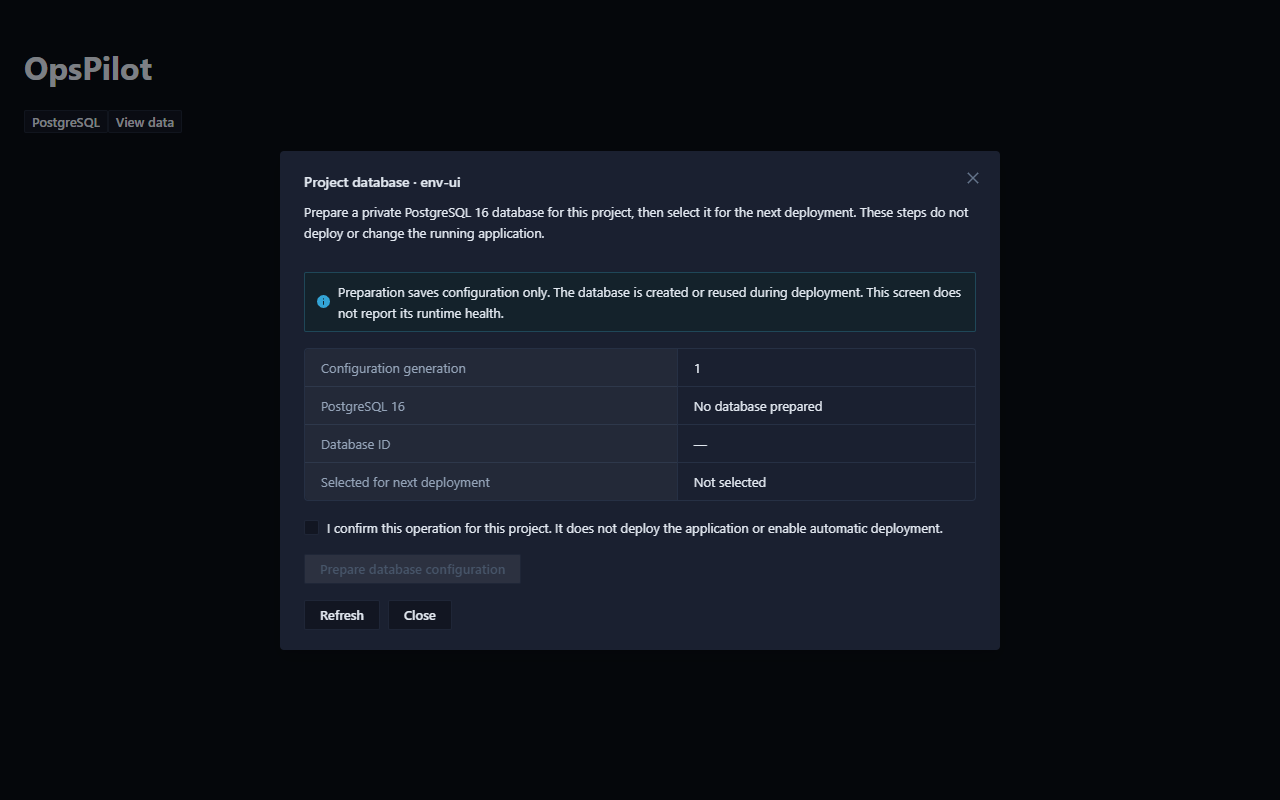 OpsPilot
PostgreSQL
View data
Project database · env-ui
Prepare a private PostgreSQL 16 database for this project, then select it for the next deployment. These steps do not
deploy or change the running application.
Preparation saves configuration only. The database is created or reused during deployment. This screen does
not report its runtime health.
Configuration generation 1
PostgreSQL 16 No database prepared
Database ID —
Selected for next deployment Not selected
I confirm this operation for this project. It does not deploy the application or enable automatic deployment.
Prepare database configuration
Refresh Close